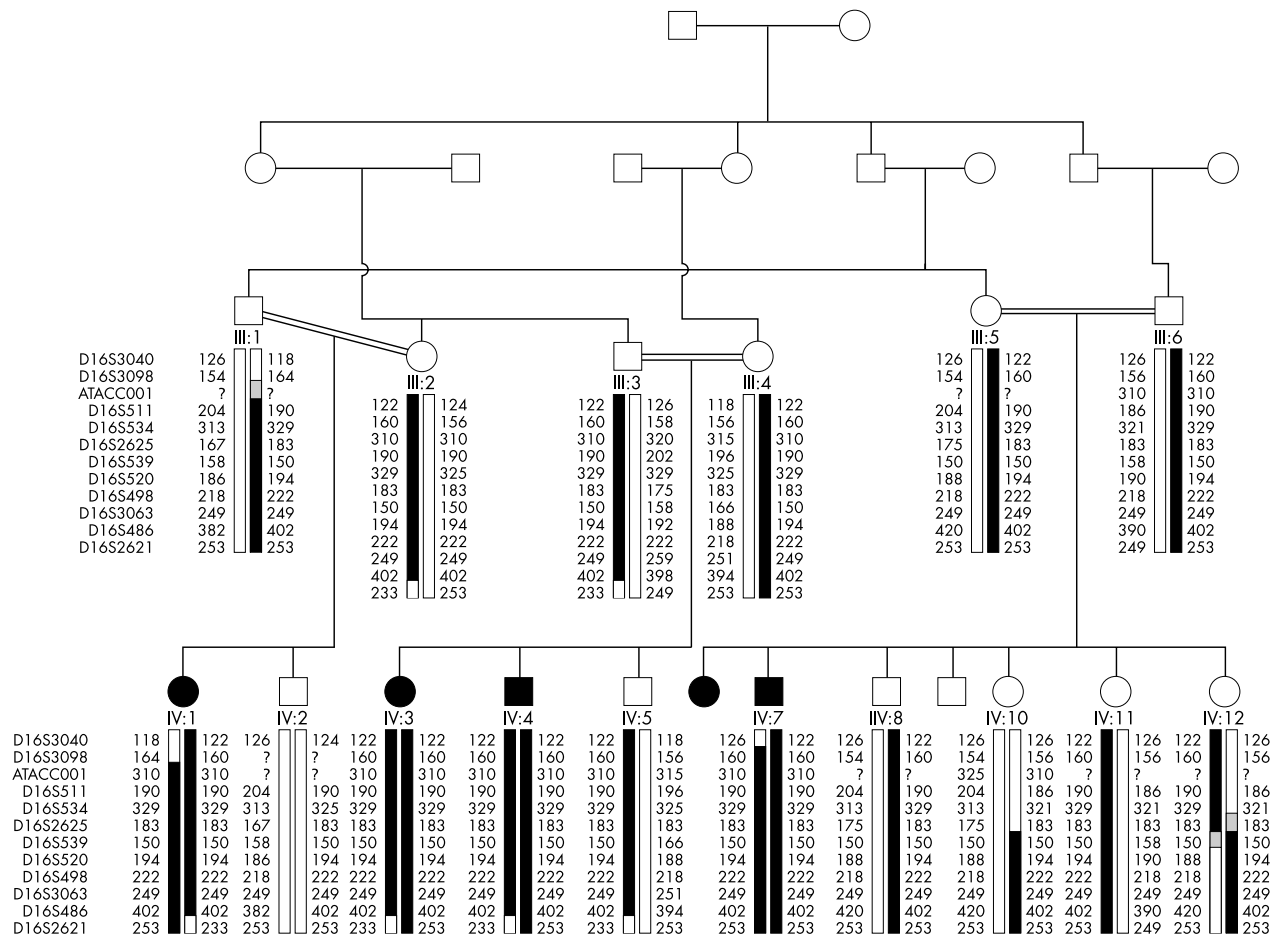 III:1 III:5 III:6
D16S3040 126 118 126 122 126 122
D16S3098 154 164 154 160 156 160
ATACC001 ? ? ? ? 310 310
D16S511 204 190 204 190 186 190
D16S534 313 329 313 329 321 329
D16S2625 167 183 175 183 183 183
D16S539 158 150 150 150 158 150
D16S520 186 194 188 194 190 194
D16S498 218 222 218 222 218 222
D16S3063 249 249 249 249 249 249
D16S486 382 402 420 402 390 402
D16S2621 253 253 253 253 249 253
III:2 III:3 III:4
122 124 122 126 118 122
160 156 160 158 156 160
310 310 310 320 315 310
190 190 190 202 196 190
329 325 329 329 325 329
183 183 183 175 183 183
150 150 150 158 166 150
194 194 194 192 188 194
222 222 222 222 218 222
249 249 249 259 251 249
402 402 402 398 394 402
233 253 233 249 253 253
IV:1 IV:2 IV:3 IV:4 IV:5 IV:7 IIV:8 IV:10 IV:11 IV:12
D16S3040 118 122 126 124 122 122 122 122 122 118 126 122 126 122 126 126 122 126 122 126
D16S3098 164 160 ? ? 160 160 160 160 160 156 160 160 154 160 154 156 160 156 160 156
ATACC001 310 310 ? ? 310 310 310 310 310 315 310 310 ? ? 325 310 ? ? ? ?
D16S511 190 190 204 190 190 190 190 190 190 196 190 190 204 190 204 186 190 186 190 186
D16S534 329 329 313 325 329 329 329 329 329 325 329 329 313 329 313 321 329 321 329 321
D16S2625 183 183 167 183 183 183 183 183 183 183 183 183 175 183 175 183 183 183 183 183
D16S539 150 150 158 150 150 150 150 150 150 166 150 150 150 150 150 150 150 158 150 150
D16S520 194 194 186 194 194 194 194 194 194 188 194 194 188 194 188 194 194 190 188 194
D16S498 222 222 218 222 222 222 222 222 222 218 222 222 218 222 218 222 222 218 218 222
D16S3063 249 249 249 249 249 249 249 249 249 251 249 249 249 249 249 249 249 249 249 249
D16S486 402 402 382 402 402 402 402 402 402 394 402 402 420 402 420 402 402 390 420 402
D16S2621 253 233 253 253 233 253 233 253 233 253 253 253 253 253 253 253 253 249 253 253